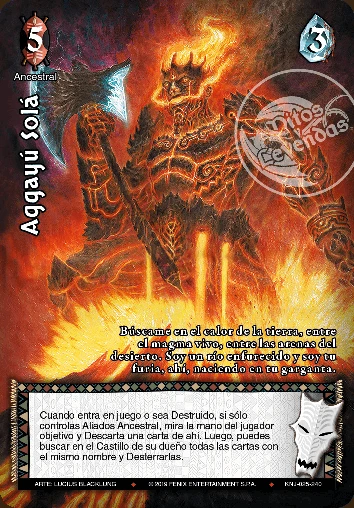 5
3
Ancestral
Aggayú Solá
Mitos y Leyendas
Búscame en el calor de la tierra, entre
el magma vivo, entre las arenas del
desierto. Soy un río enfurecido y soy tu
furia, ahí, naciendo en tu garganta.
Cuando entra en juego o sea Destruido, si sólo
controlas Aliados Ancestral, mira la mano del jugador
objetivo y Descarta una carta de ahí. Luego, puedes
buscar en el Castillo de su dueño todas las cartas con
el mismo nombre y Desterrarlas.
ARTE: LUCIUS BLACKLUNG ♦ © 2019 FENIX ENTERTAINMENT S.P.A. ♦ KNJ-025-240